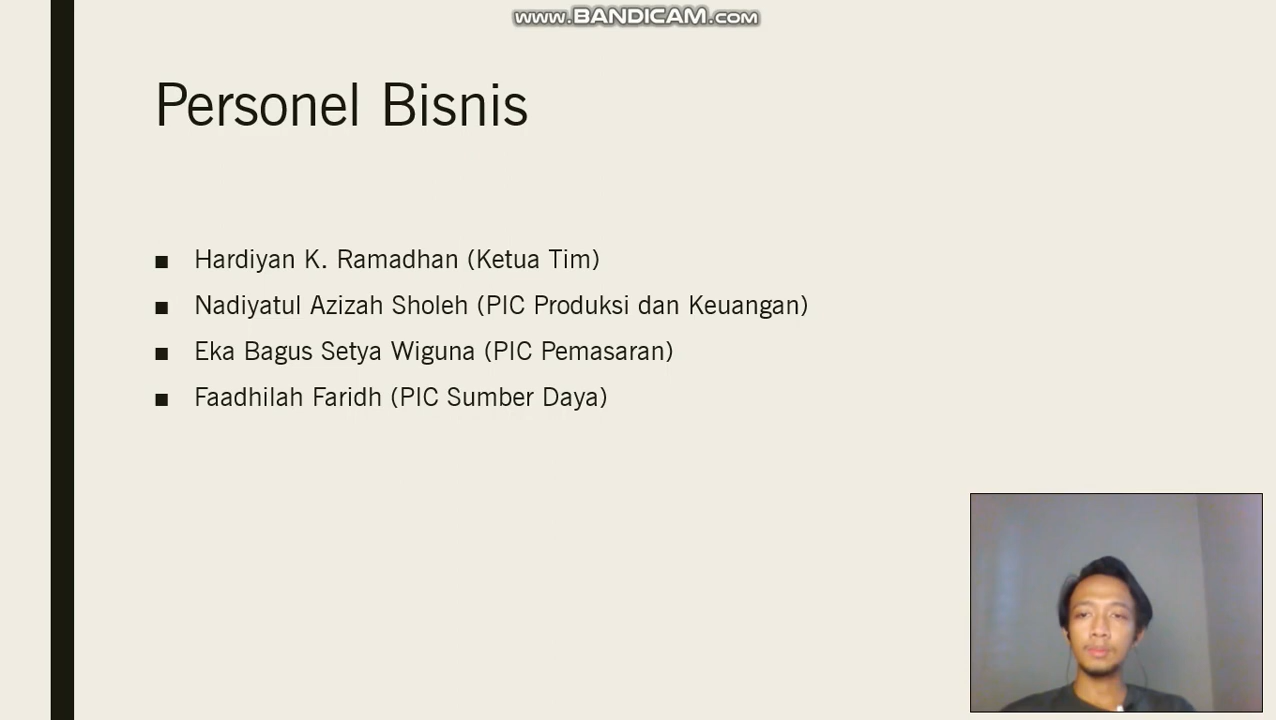 www.BANDICAM.com
Personel Bisnis
■ Hardiyan K. Ramadhan (Ketua Tim)
■ Nadiyatul Azizah Sholeh (PIC Produksi dan Keuangan)
■ Eka Bagus Setya Wiguna (PIC Pemasaran)
■ Faadhilah Faridh (PIC Sumber Daya)